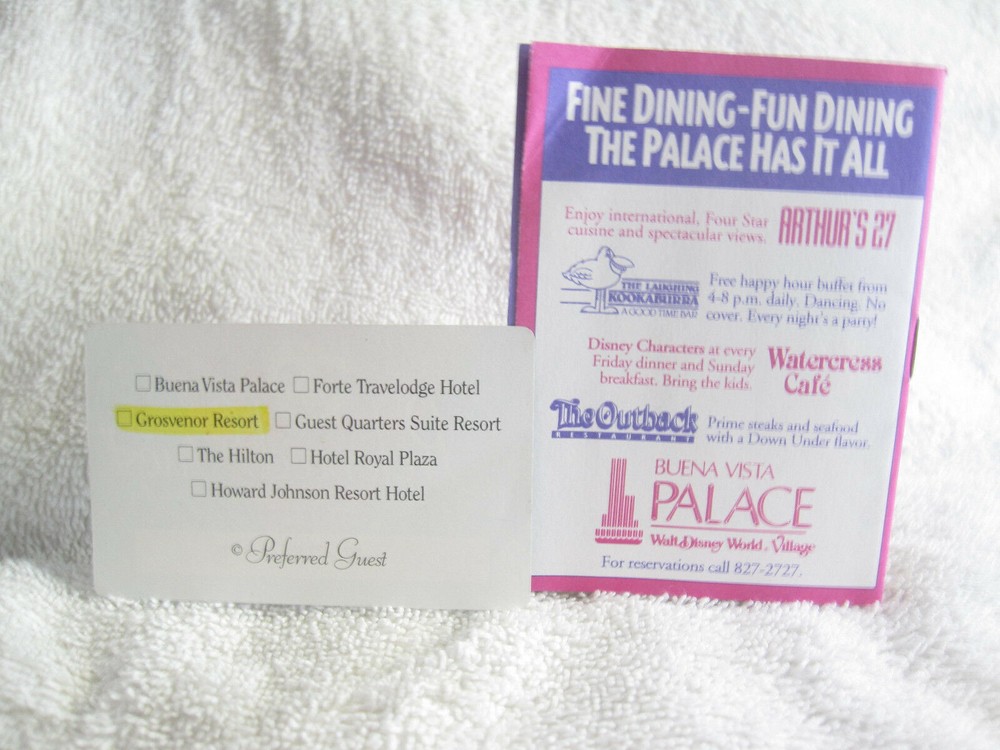 ☐ Buena Vista Palace ☐ Forte Travelodge Hotel
☐ Grosvenor Resort ☐ Guest Quarters Suite Resort
☐ The Hilton ☐ Hotel Royal Plaza
☐ Howard Johnson Resort Hotel
© Preferred Guest
FINE DINING-FUN DINING
THE PALACE HAS IT ALL
Enjoy international, Four Star
cuisine and spectacular views.
ARTHUR'S 27
THE LAUGHING
KOOKABURRA
A GOOD TIME BAR
Free happy hour buffet from
4-8 p.m. daily. Dancing. No
cover. Every night's a party!
Disney Characters at every
Friday dinner and Sunday
breakfast. Bring the kids.
Watercress
Café
The Outback
RESTAURANT
Prime steaks and seafood
with a Down Under flavor.
BUENA VISTA
PALACE
Walt Disney World. Village
For reservations call 827-2727.